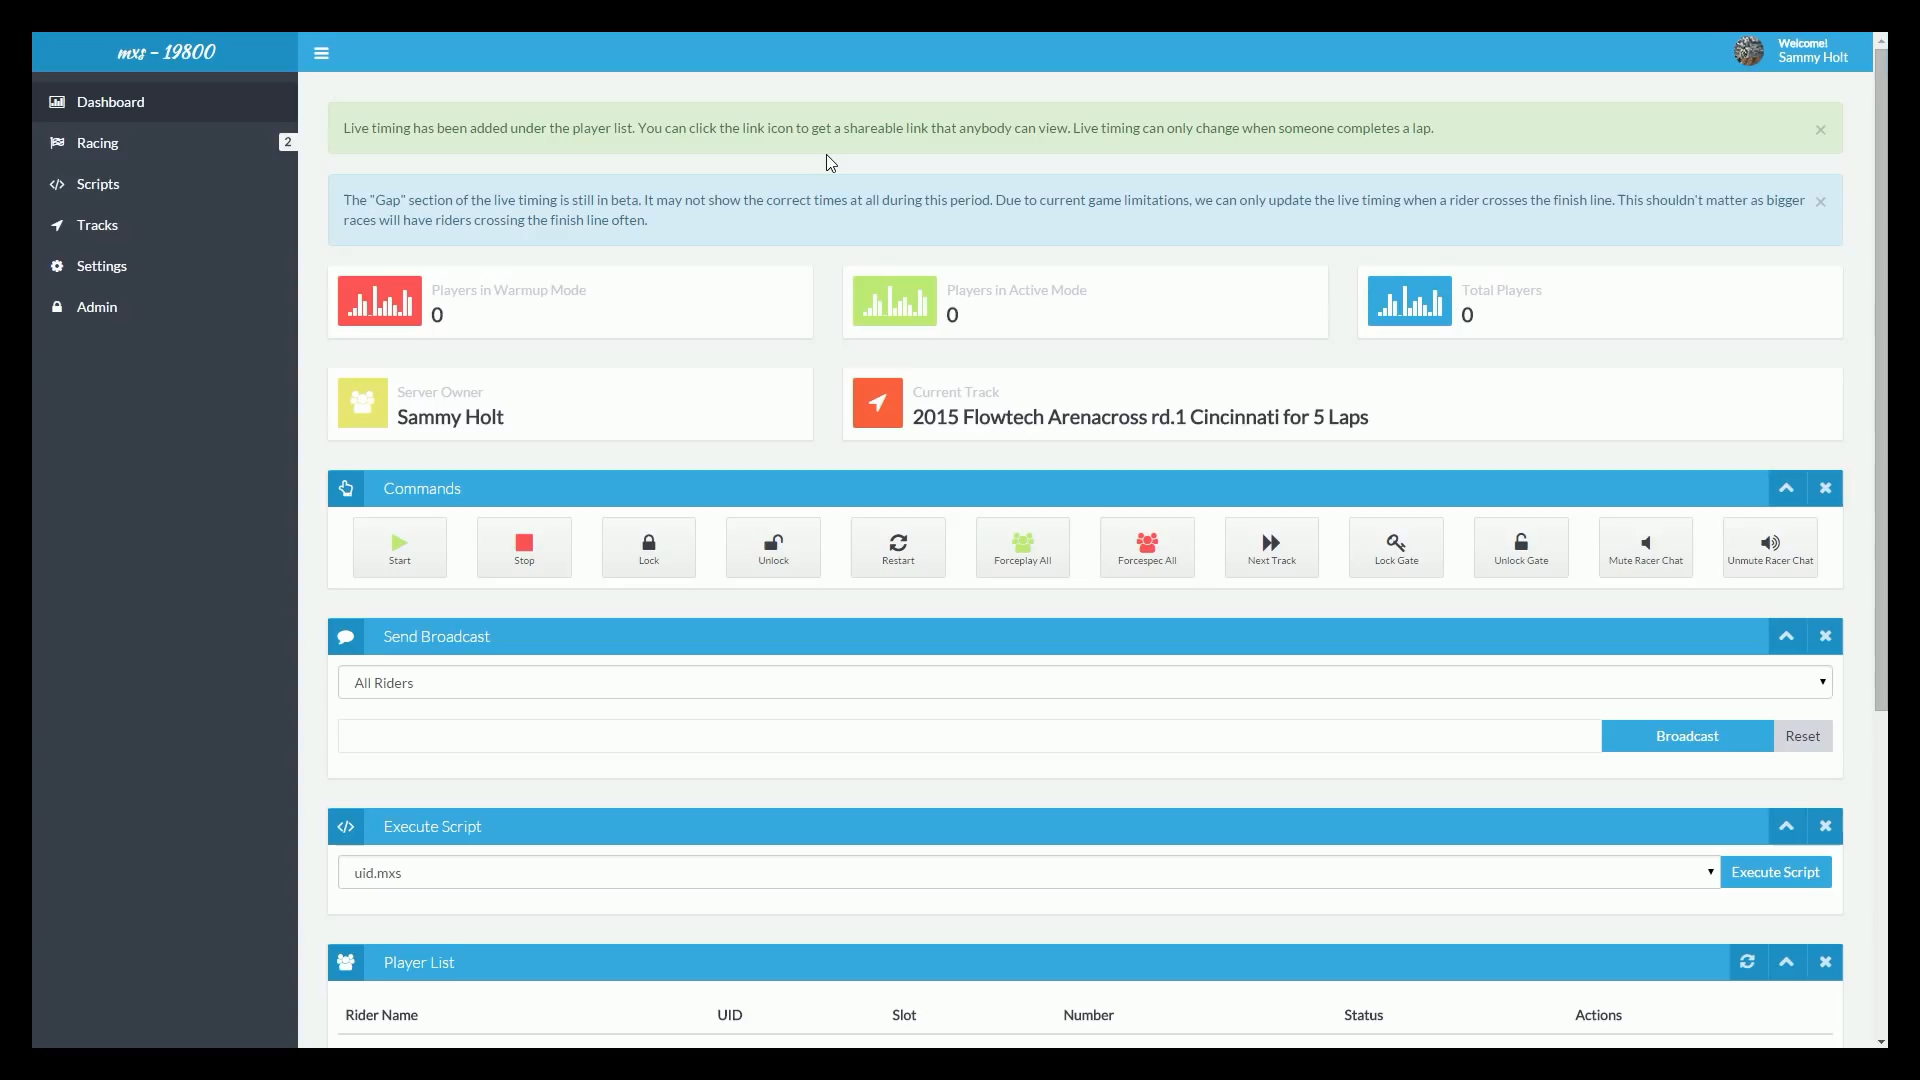 mxs - 19800
Welcome!
Sammy Holt
Dashboard
Racing
2
Scripts
Tracks
Settings
Admin
Live timing has been added under the player list. You can click the link icon to get a shareable link that anybody can view. Live timing can only change when someone completes a lap.
×
The "Gap" section of the live timing is still in beta. It may not show the correct times at all during this period. Due to current game limitations, we can only update the live timing when a rider crosses the finish line. This shouldn't matter as bigger
races will have riders crossing the finish line often.
×
Players in Warmup Mode
0
Players in Active Mode
0
Total Players
0
Server Owner
Sammy Holt
Current Track
2015 Flowtech Arenacross rd.1 Cincinnati for 5 Laps
Commands
Start
Stop
Lock
Unlock
Restart
Forceplay All
Forcespec All
Next Track
Lock Gate
Unlock Gate
Mute Racer Chat
Unmute Racer Chat
Send Broadcast
All Riders
Broadcast
Reset
Execute Script
uid.mxs
Execute Script
Player List
Rider Name UID Slot Number Status Actions